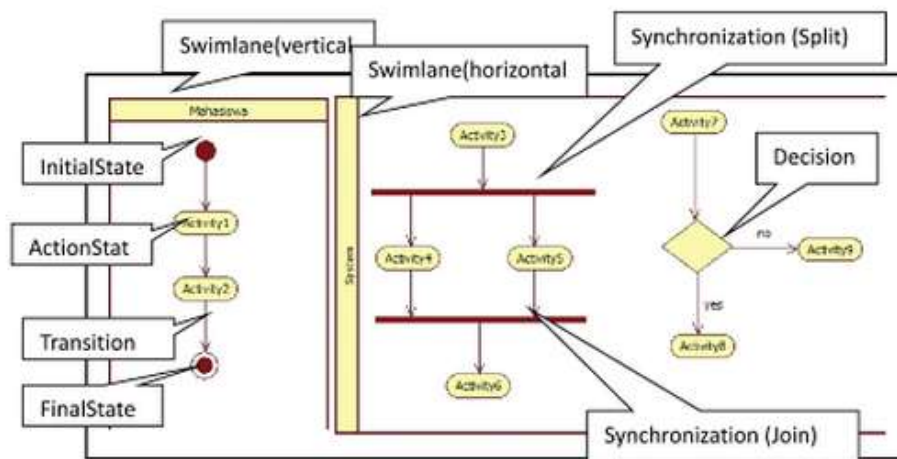 Swimlane(vertical
Synchronization (Split)
Swimlane(horizontal
Mahasiswa
InitialState
ActionStat
Transition
FinalState
Activity1
Activity2
System
Activity3
Activity4
Activity5
Activity6
Activity7
Decision
no
Activity9
yes
Activity8
Synchronization (Join)